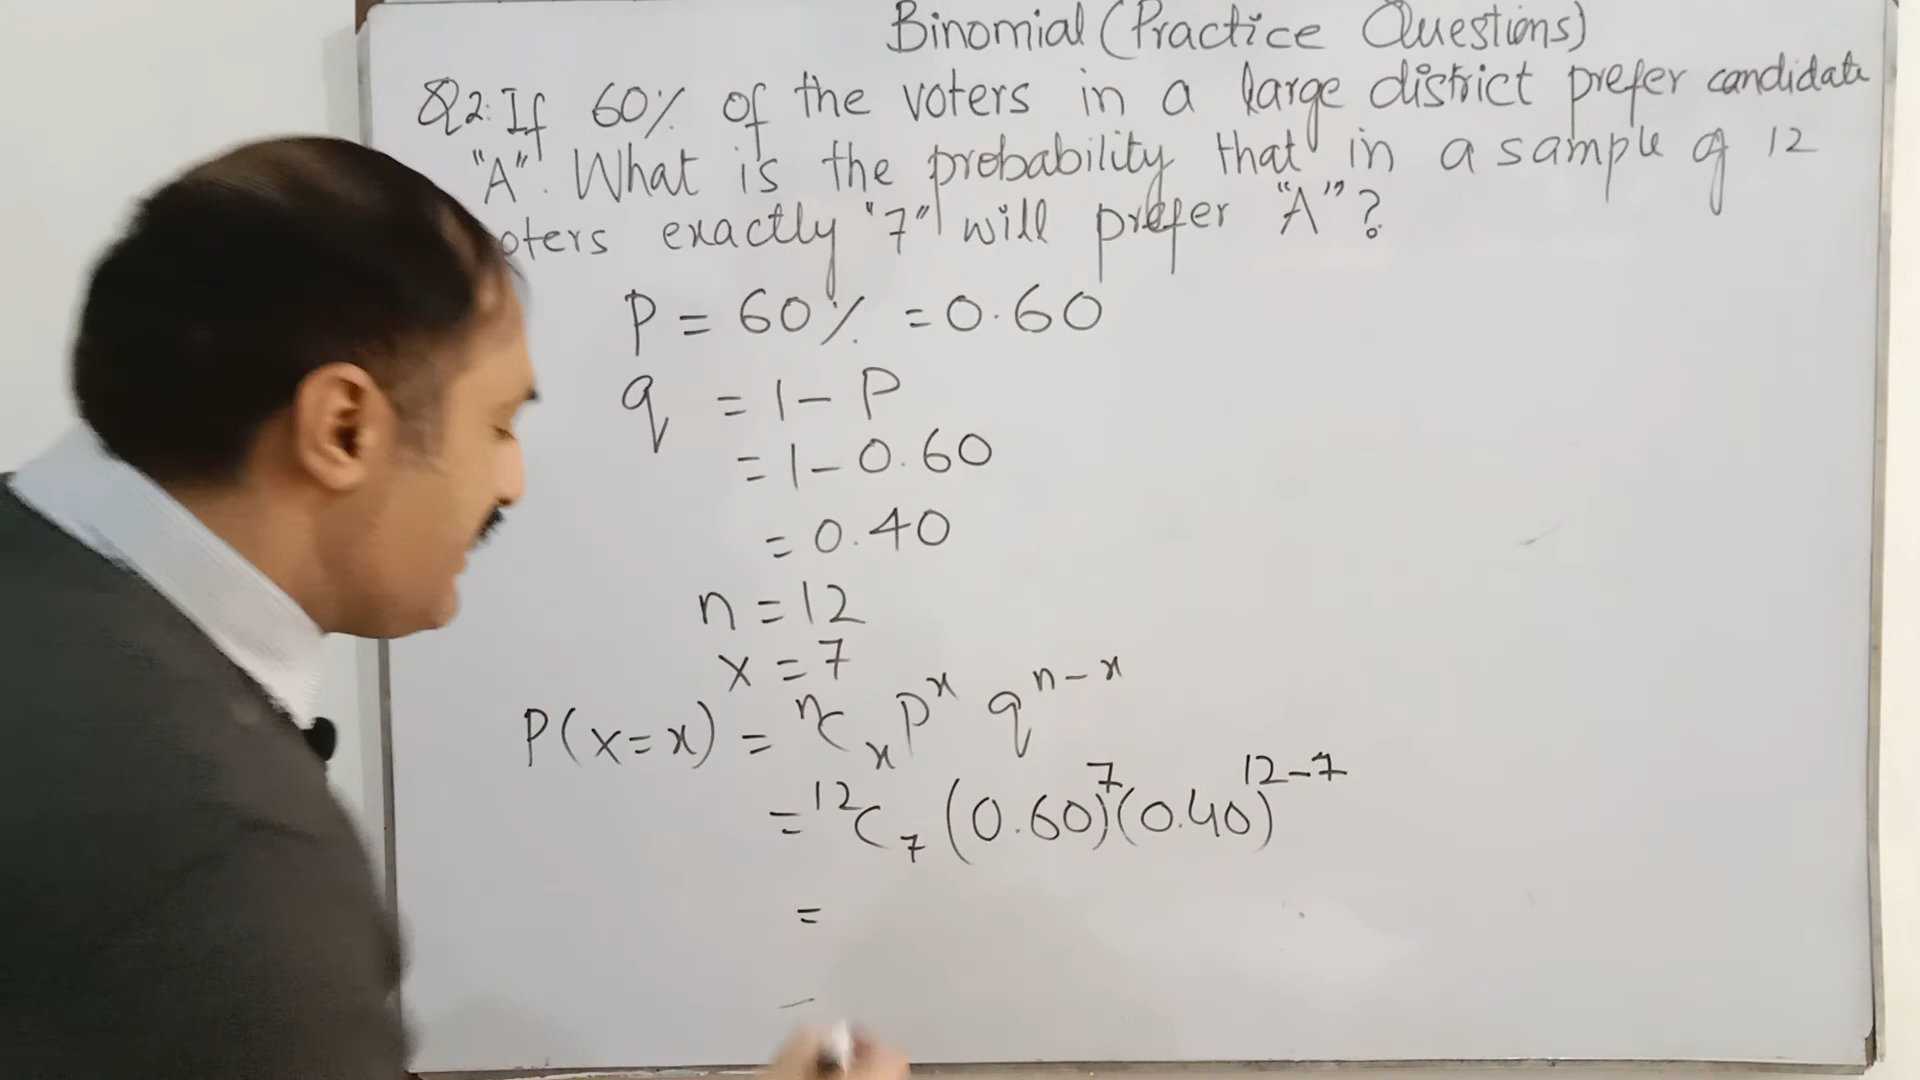 Binomial (Practice Questions)
Q2: If 60% of the voters in a large district prefer candidate
"A". What is the probability that in a sample of 12
oters exactly "7" will prefer "A"?
P = 60% = 0.60
q = 1 - P
= 1 - 0.60
= 0.40
n = 12
x = 7
P(x=x) = ⁿCₓ pˣ qⁿ⁻ˣ
= ¹²C₇ (0.60)⁷(0.40)¹²⁻⁷
=